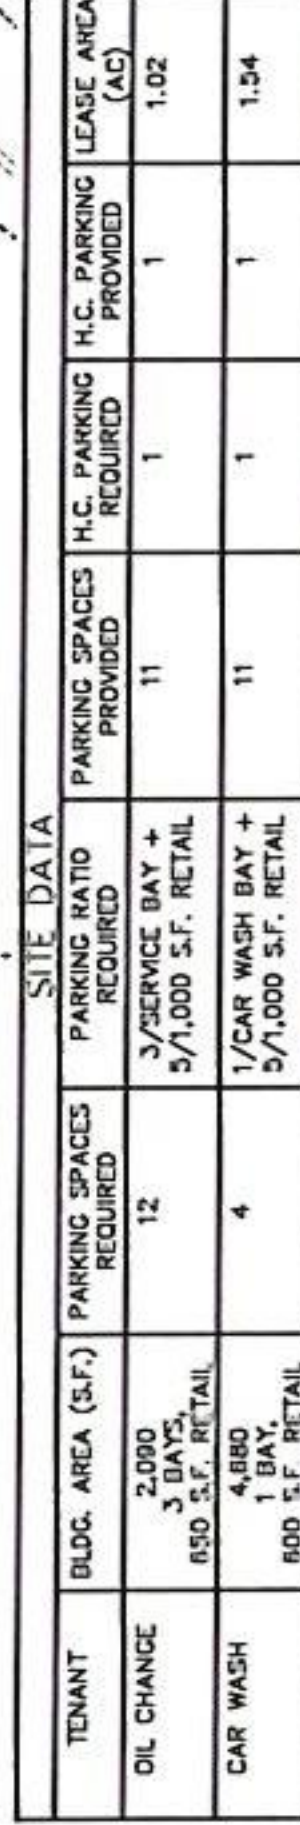 SITE DATA
TENANT
BLDG. AREA (S.F.)
PARKING SPACES
REQUIRED
PARKING RATIO
REQUIRED
PARKING SPACES
PROVIDED
H.C. PARKING
REQUIRED
H.C. PARKING
PROVIDED
LEASE AREA
(AC)
OIL CHANGE
2,090
3 BAYS,
650 S.F. RETAIL
12
3/SERVICE BAY +
5/1,000 S.F. RETAIL
11
1
1
1.02
CAR WASH
4,880
1 BAY,
600 S.F. RETAIL
4
1/CAR WASH BAY +
5/1,000 S.F. RETAIL
11
1
1
1.54